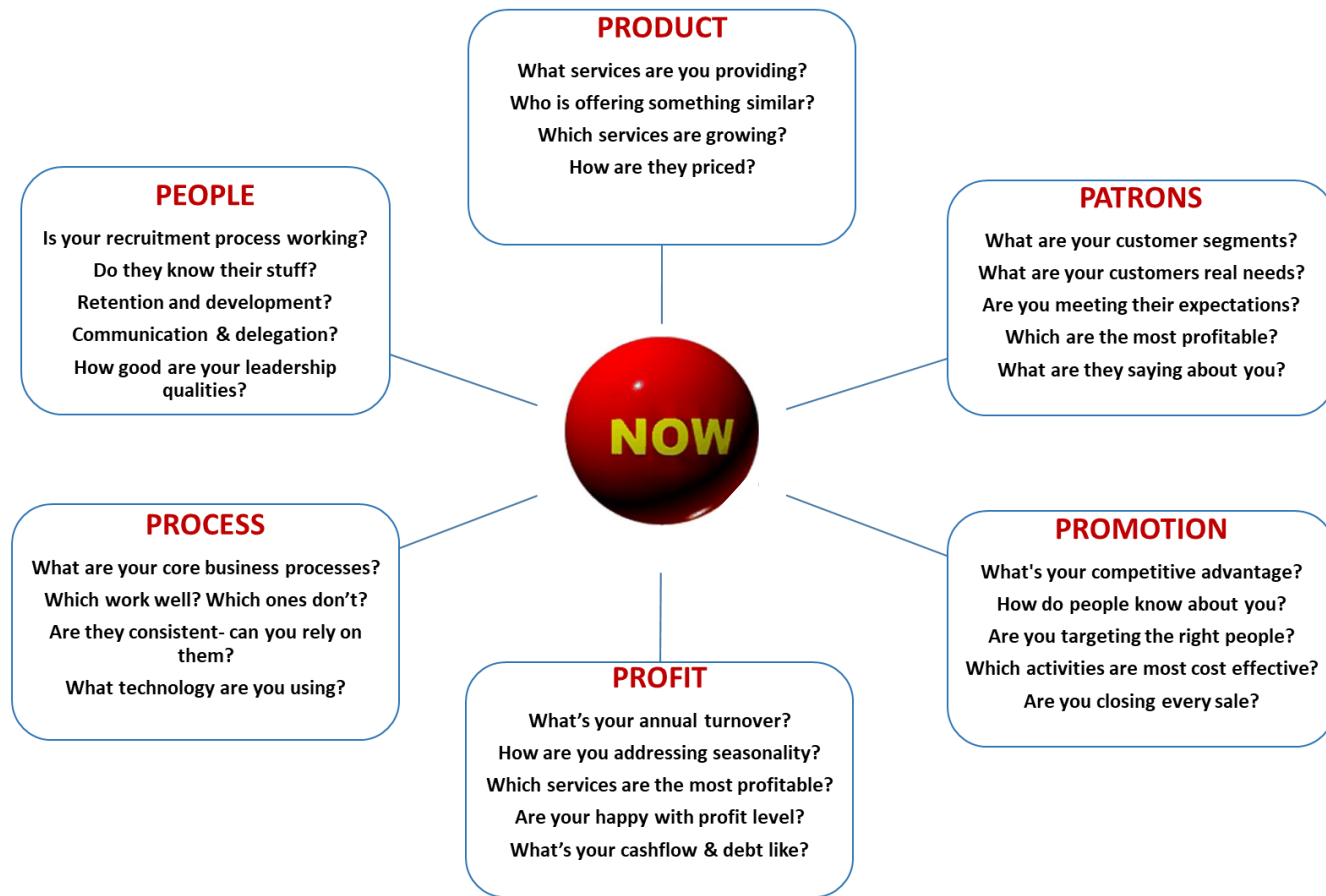 PRODUCT
What services are you providing?
Who is offering something similar?
Which services are growing?
How are they priced?
PEOPLE
Is your recruitment process working?
Do they know their stuff?
Retention and development?
Communication & delegation?
How good are your leadership
qualities?
PATRONS
What are your customer segments?
What are your customers real needs?
Are you meeting their expectations?
Which are the most profitable?
What are they saying about you?
NOW
PROCESS
What are your core business processes?
Which work well? Which ones don’t?
Are they consistent- can you rely on
them?
What technology are you using?
PROMOTION
What's your competitive advantage?
How do people know about you?
Are you targeting the right people?
Which activities are most cost effective?
Are you closing every sale?
PROFIT
What’s your annual turnover?
How are you addressing seasonality?
Which services are the most profitable?
Are your happy with profit level?
What’s your cashflow & debt like?